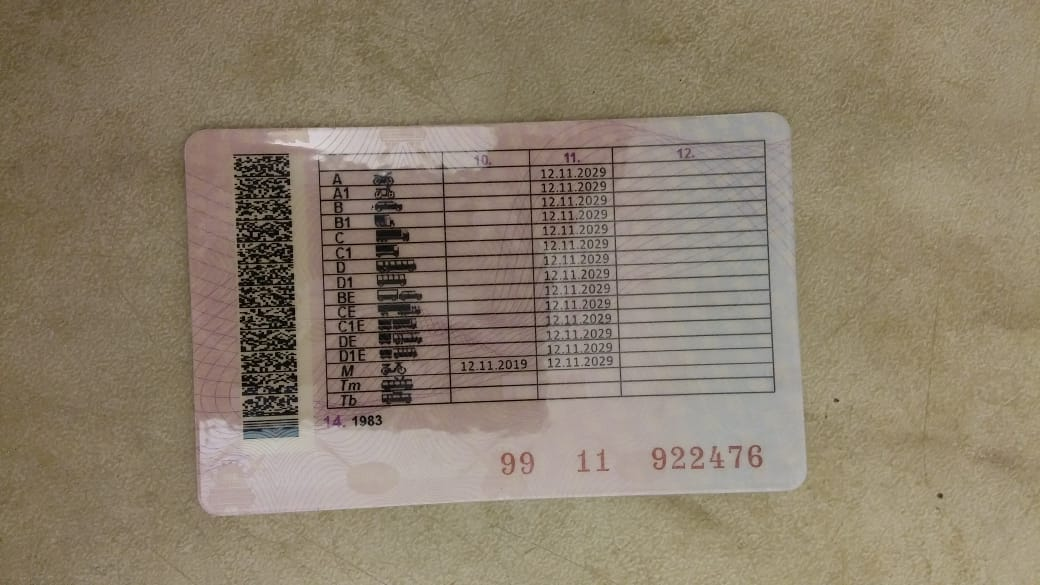 10. 11. 12.
A 12.11.2029
A1 12.11.2029
B 12.11.2029
B1 12.11.2029
C 12.11.2029
C1 12.11.2029
D 12.11.2029
D1 12.11.2029
BE 12.11.2029
CE 12.11.2029
C1E 12.11.2029
DE 12.11.2029
D1E 12.11.2029
M 12.11.2019 12.11.2029
Tm
Tb
14. 1983
99 11 922476